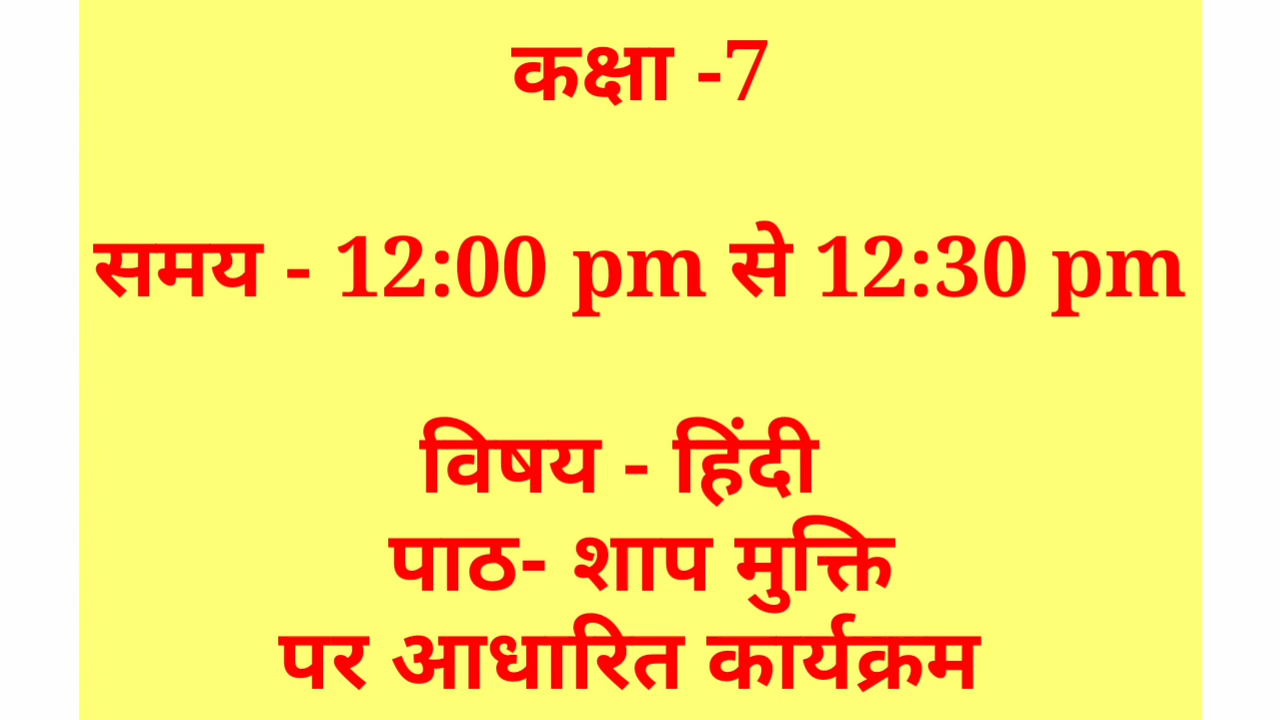 कक्षा -7
समय - 12:00 pm से 12:30 pm
विषय - हिंदी
पाठ- शाप मुक्ति
पर आधारित कार्यक्रम